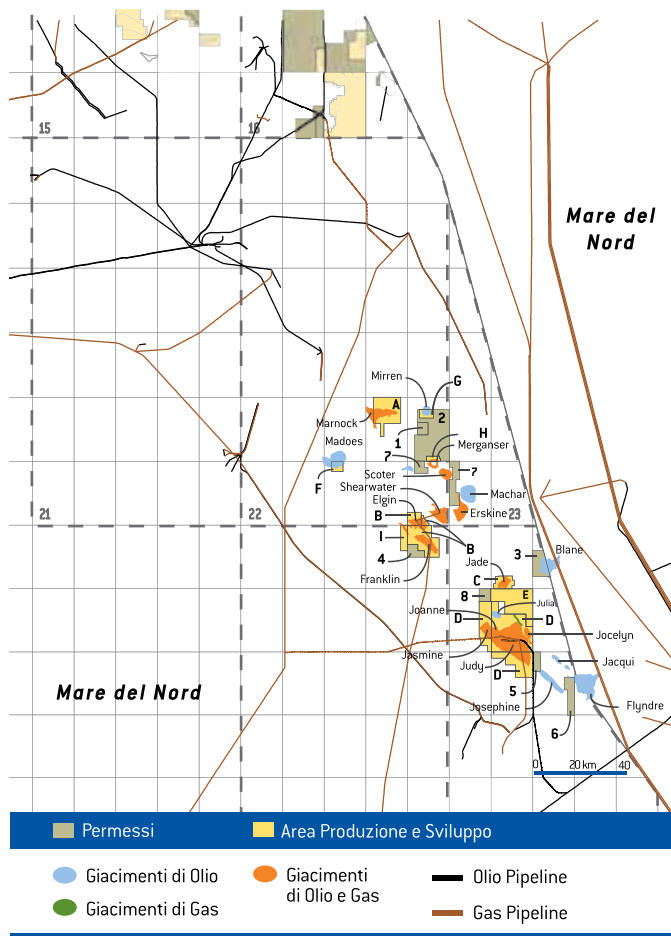 15
16
Mare del
Nord
Mirren
G
A
2
Marnock
1
H
Madoes
Merganser
7
7
Scoter
F
Shearwater
Machar
Elgin
B
Erskine
21
22
23
I
B
3
Blane
4
Jade
Franklin
C
8
E
Joanne
Julia
D
D
Jocelyn
Jasmine
Judy
Jacqui
D
Mare del Nord
5
Josephine
Flyndre
6
0 20 km 40
Permessi
Area Produzione e Sviluppo
Giacimenti di Olio
Giacimenti
di Olio e Gas
Olio Pipeline
Giacimenti di Gas
Gas Pipeline